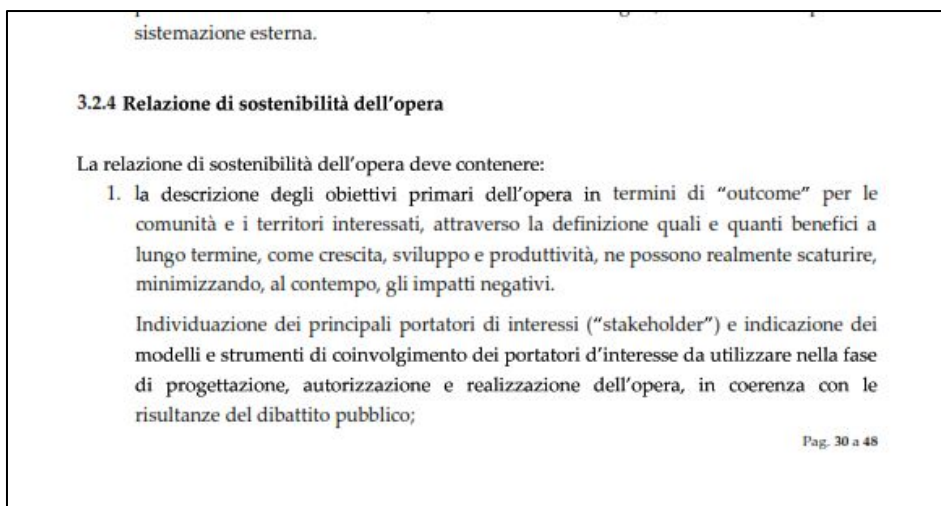 sistemazione esterna.
3.2.4 Relazione di sostenibilità dell'opera
La relazione di sostenibilità dell'opera deve contenere:
1. la descrizione degli obiettivi primari dell'opera in termini di "outcome" per le
comunità e i territori interessati, attraverso la definizione quali e quanti benefici a
lungo termine, come crescita, sviluppo e produttività, ne possono realmente scaturire,
minimizzando, al contempo, gli impatti negativi.
Individuazione dei principali portatori di interessi ("stakeholder") e indicazione dei
modelli e strumenti di coinvolgimento dei portatori d'interesse da utilizzare nella fase
di progettazione, autorizzazione e realizzazione dell'opera, in coerenza con le
risultanze del dibattito pubblico;
Pag. 30 a 48